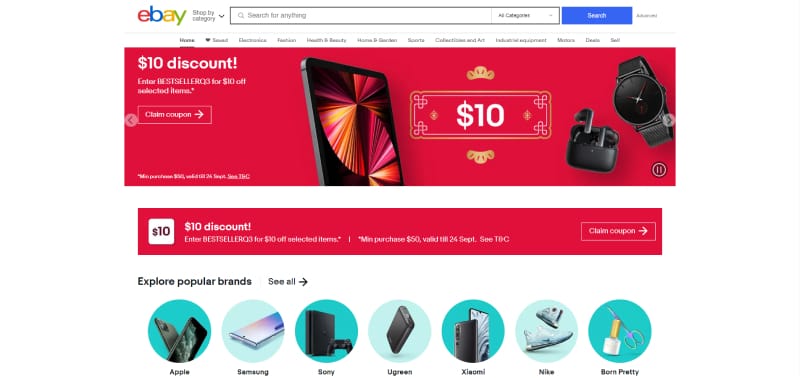 ebay
Shop by
category
Search for anything
All Categories
Search
Advanced
Home
Saved
Electronics
Fashion
Health & Beauty
Home & Garden
Sports
Collectibles and Art
Industrial equipment
Motors
Deals
Sell
$10 discount!
Enter BESTSELLERQ3 for $10 off
selected items.*
Claim coupon
$10
*Min purchase $50, valid till 24 Sept. See T&C
$10
$10 discount!
Enter BESTSELLERQ3 for $10 off selected items.* | *Min purchase $50, valid till 24 Sept. See T&C
Claim coupon
Explore popular brands
See all
Apple
Samsung
Sony
Ugreen
Xiaomi
Nike
Born Pretty